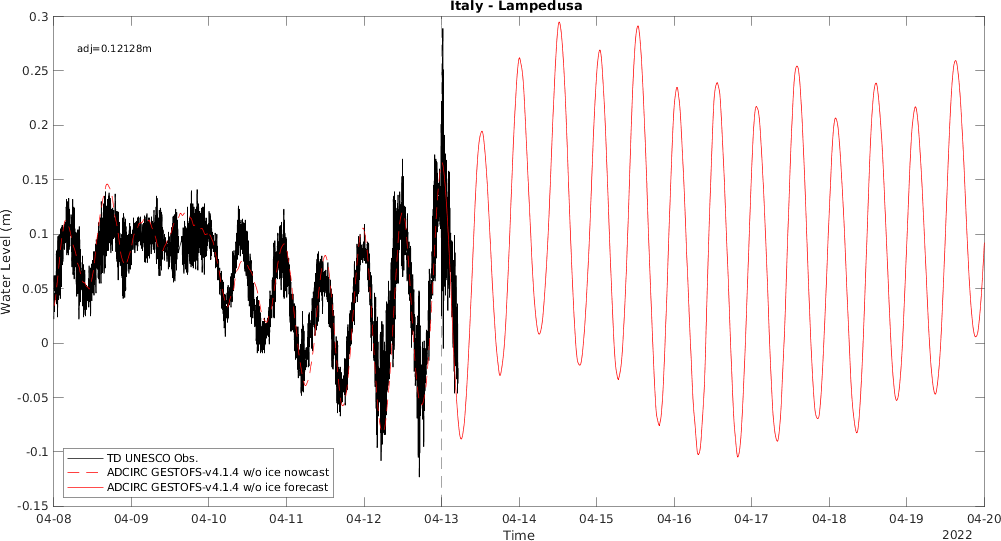 Italy - Lampedusa
adj=0.12128m
0.3
0.25
0.2
0.15
0.1
0.05
0
-0.05
-0.1
-0.15
Water Level (m)
TD UNESCO Obs.
ADCIRC GESTOFS-v4.1.4 w/o ice nowcast
ADCIRC GESTOFS-v4.1.4 w/o ice forecast
04-08 04-09 04-10 04-11 04-12 04-13 04-14 04-15 04-16 04-17 04-18 04-19 04-20
Time
2022